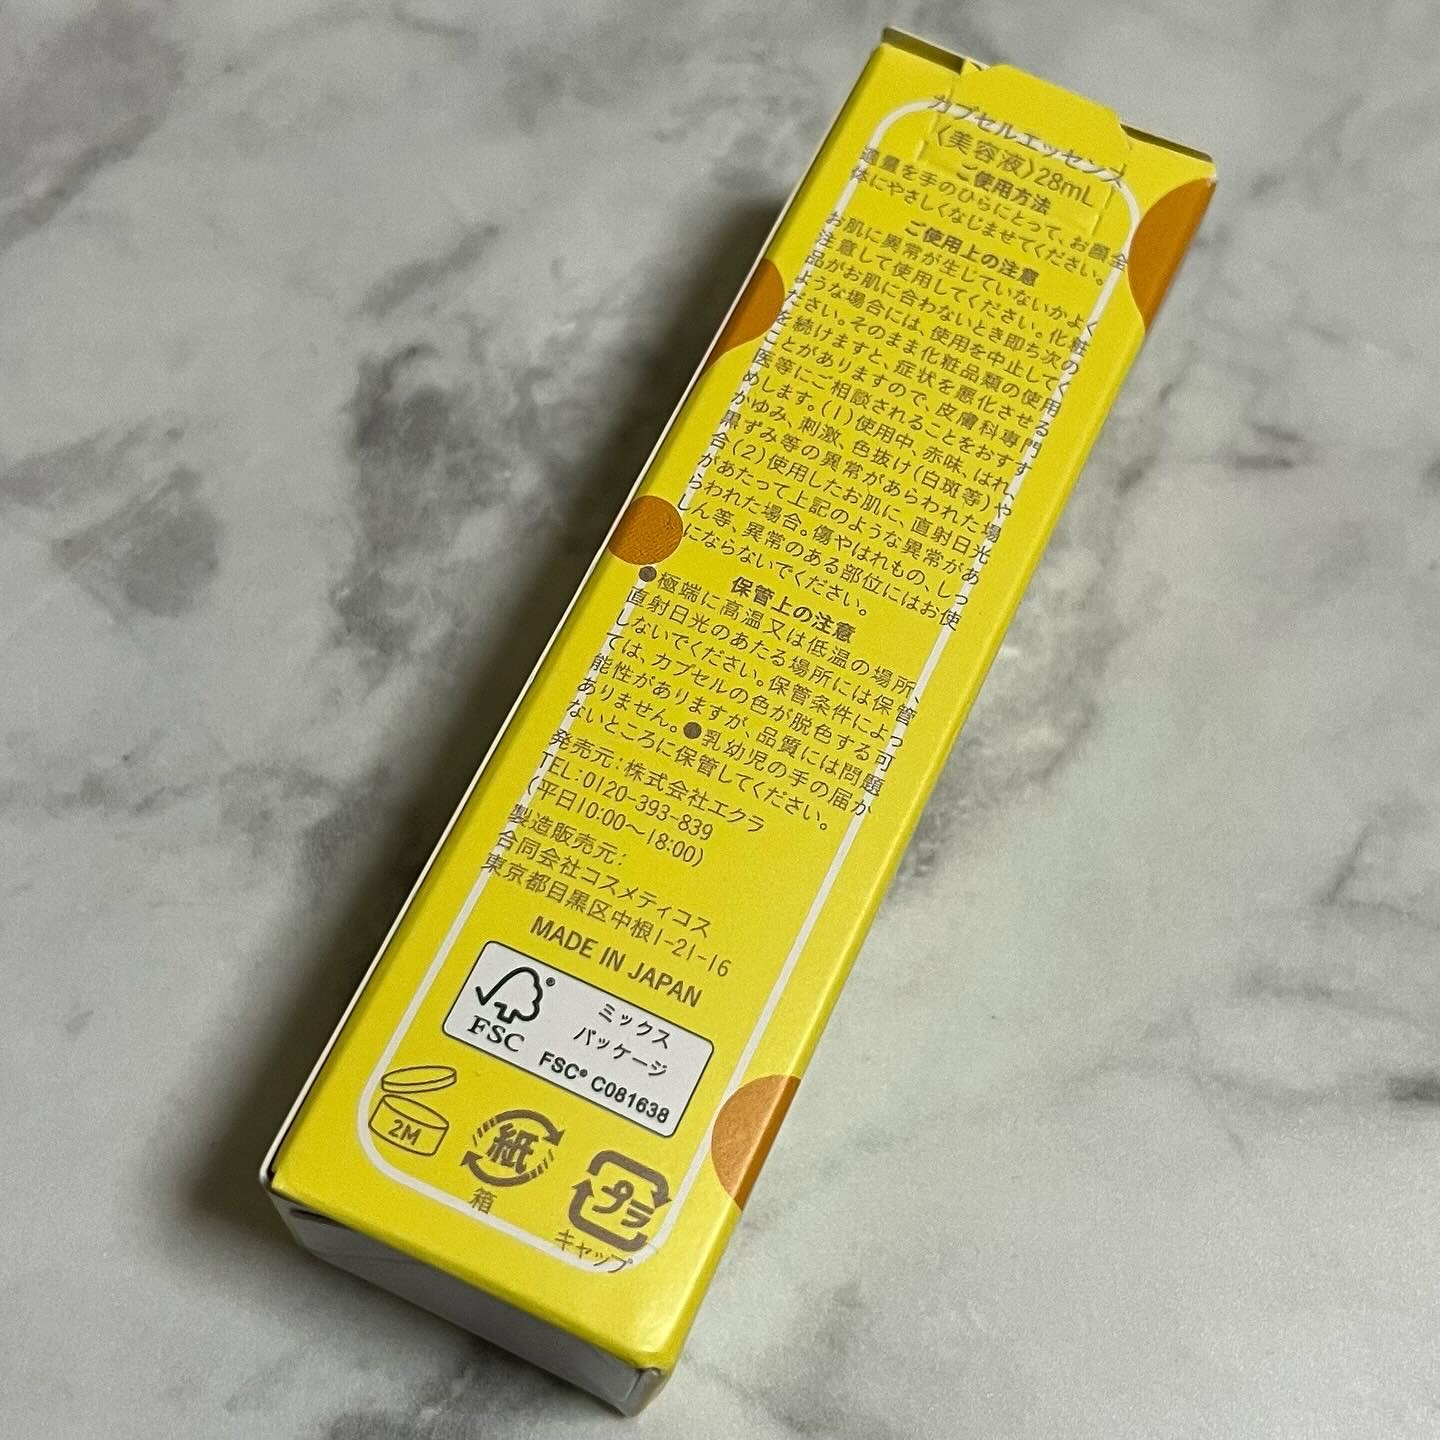 カプセルエッセンス
〈美容液〉28mL
ご使用方法
適量を手のひらにとって、お顔全
体にやさしくなじませてください。
ご使用上の注意
お肌に異常が生じていないかよく
注意して使用してください。化粧
品がお肌に合わないとき即ち次の
ような場合には、使用を中止してく
ださい。そのまま化粧品類の使用
を続けますと、症状を悪化させる
ことがありますので、皮膚科専門
医等にご相談されることをおすす
めします。(1)使用中、赤味、はれ、
かゆみ、刺激、色抜け(白斑等)や
黒ずみ等の異常があらわれた場
合(2)使用したお肌に、直射日光
があたって上記のような異常があ
らわれた場合。傷やはれもの、しっ
しん等、異常のある部位にはお使
いにならないでください。
保管上の注意
●極端に高温又は低温の場所、
直射日光のあたる場所には保管
しないでください。保管条件によっ
ては、カプセルの色が脱色する可
能性がありますが、品質には問題
ありません。●乳幼児の手の届か
ないところに保管してください。
発売元：株式会社エクラ
TEL：0120-393-839
(平日10:00〜18:00)
製造販売元：
合同会社コスメティコス
東京都目黒区中根1-21-16
MADE IN JAPAN
FSC
ミックス
パッケージ
FSC® C081638
2M
紙
箱
プラ
キャップ